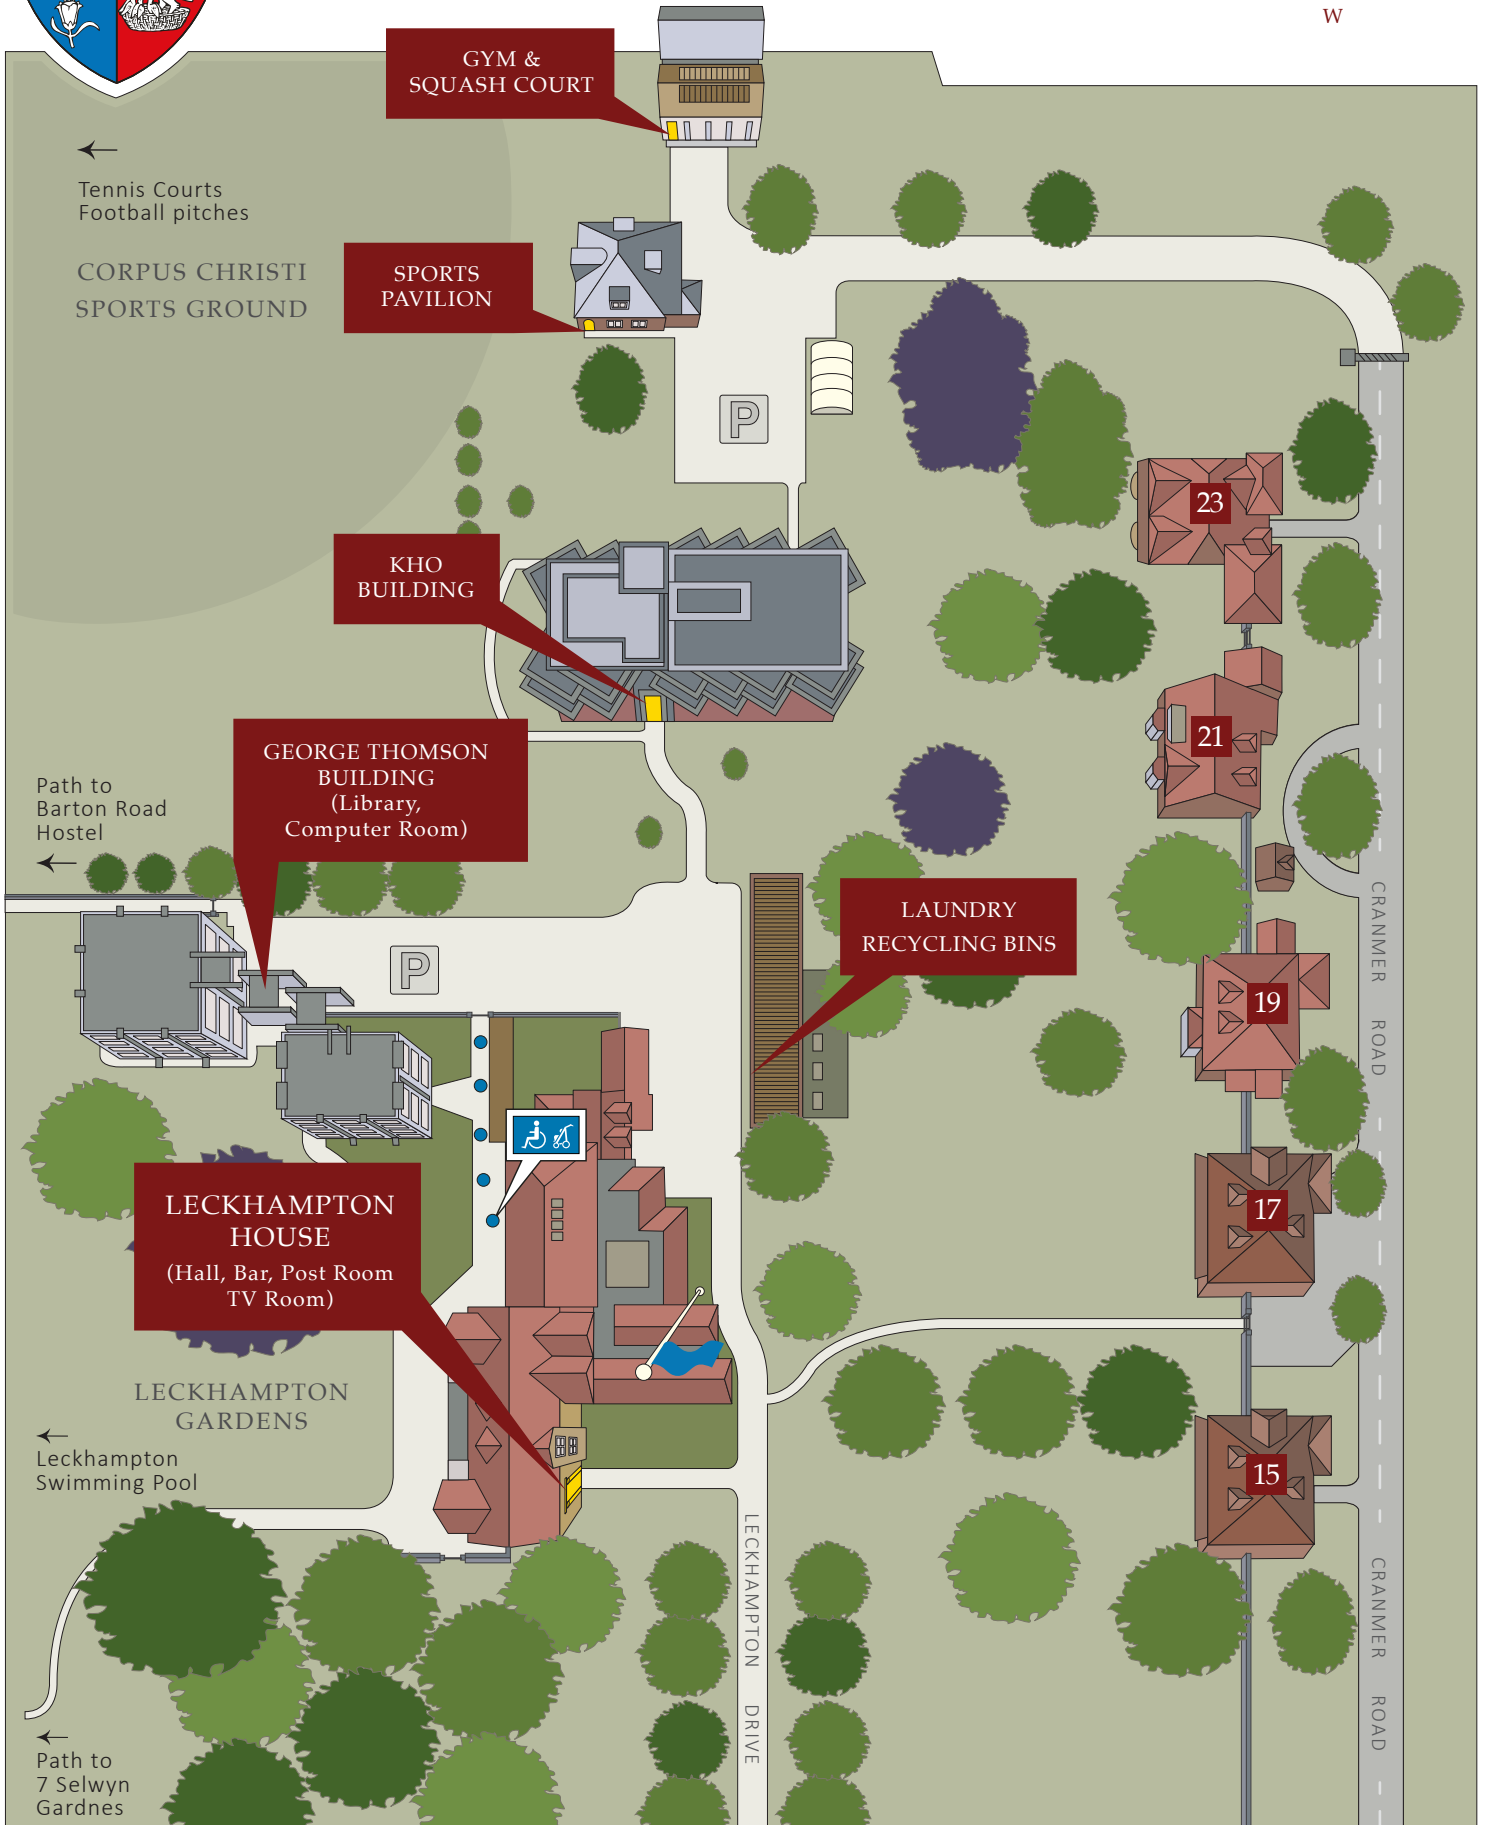 W
GYM &
SQUASH COURT
Tennis Courts
Football pitches
CORPUS CHRISTI
SPORTS GROUND
SPORTS
PAVILION
P
23
KHO
BUILDING
21
GEORGE THOMSON
BUILDING
(Library,
Computer Room)
Path to
Barton Road
Hostel
LAUNDRY
RECYCLING BINS
CRANMER ROAD
P
19
LECKHAMPTON
HOUSE
(Hall, Bar, Post Room
TV Room)
17
LECKHAMPTON
GARDENS
Leckhampton
Swimming Pool
15
LECKHAMPTON DRIVE
CRANMER ROAD
Path to
7 Selwyn
Gardnes